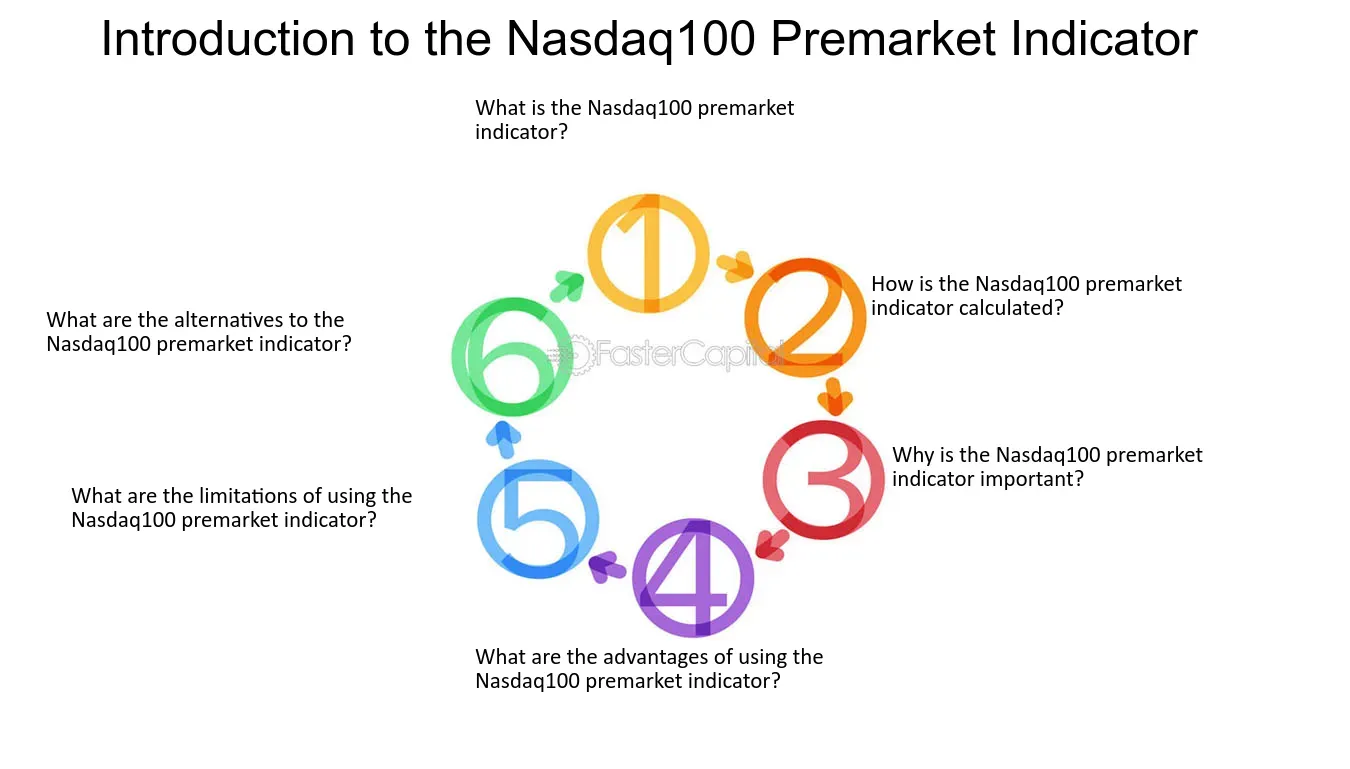 Introduction to the Nasdaq100 Premarket Indicator
What is the Nasdaq100 premarket
indicator?
1
2
How is the Nasdaq100 premarket
indicator calculated?
3
Why is the Nasdaq100 premarket
indicator important?
4
What are the advantages of using the
Nasdaq100 premarket indicator?
5
What are the limitations of using the
Nasdaq100 premarket indicator?
6
What are the alternatives to the
Nasdaq100 premarket indicator?
FasterCapital